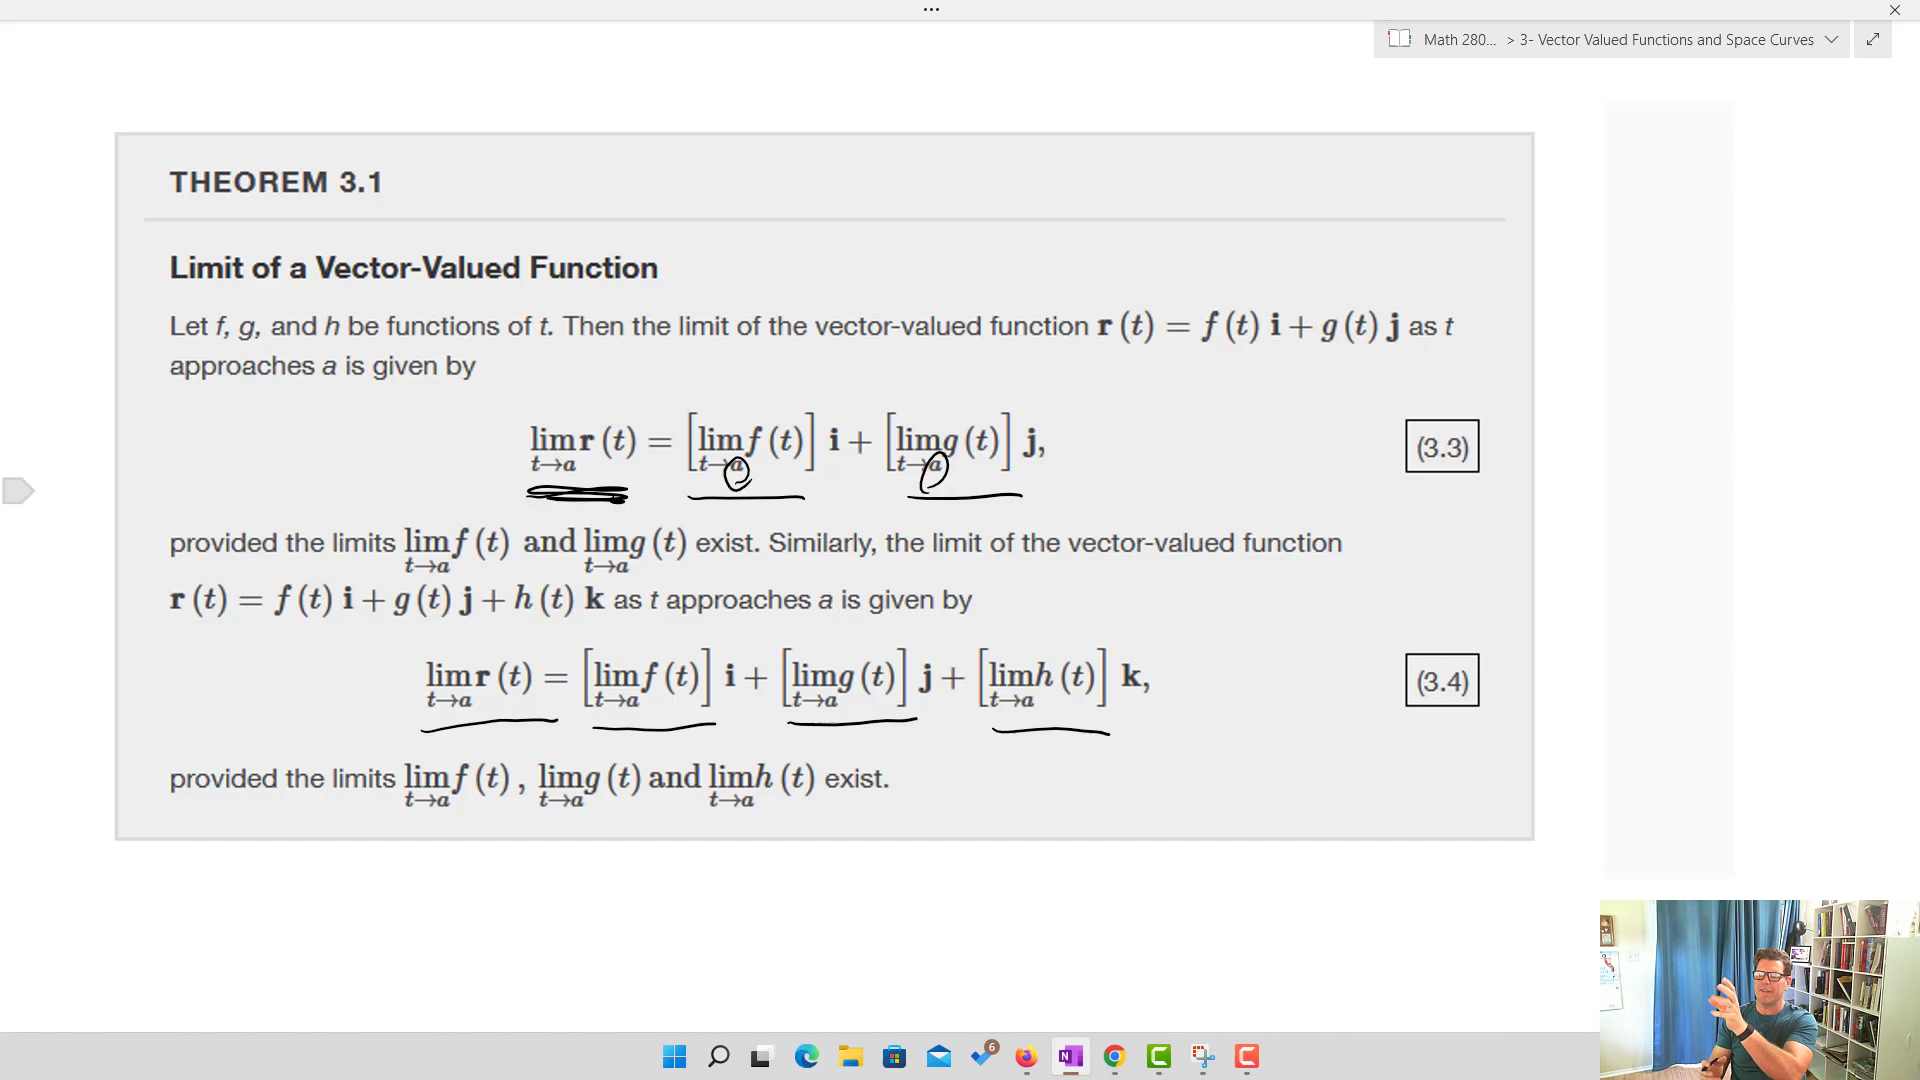 Math 280... > 3- Vector Valued Functions and Space Curves
THEOREM 3.1
Limit of a Vector-Valued Function
Let f, g, and h be functions of t. Then the limit of the vector-valued function r (t) = f (t) i + g (t) j as t
approaches a is given by
lim t→a r (t) = [lim t→a f (t)] i + [lim t→a g (t)] j, (3.3)
provided the limits lim t→a f (t) and lim t→a g (t) exist. Similarly, the limit of the vector-valued function
r (t) = f (t) i + g (t) j + h (t) k as t approaches a is given by
lim t→a r (t) = [lim t→a f (t)] i + [lim t→a g (t)] j + [lim t→a h (t)] k, (3.4)
provided the limits lim t→a f (t) , lim t→a g (t) and lim t→a h (t) exist.
6
N